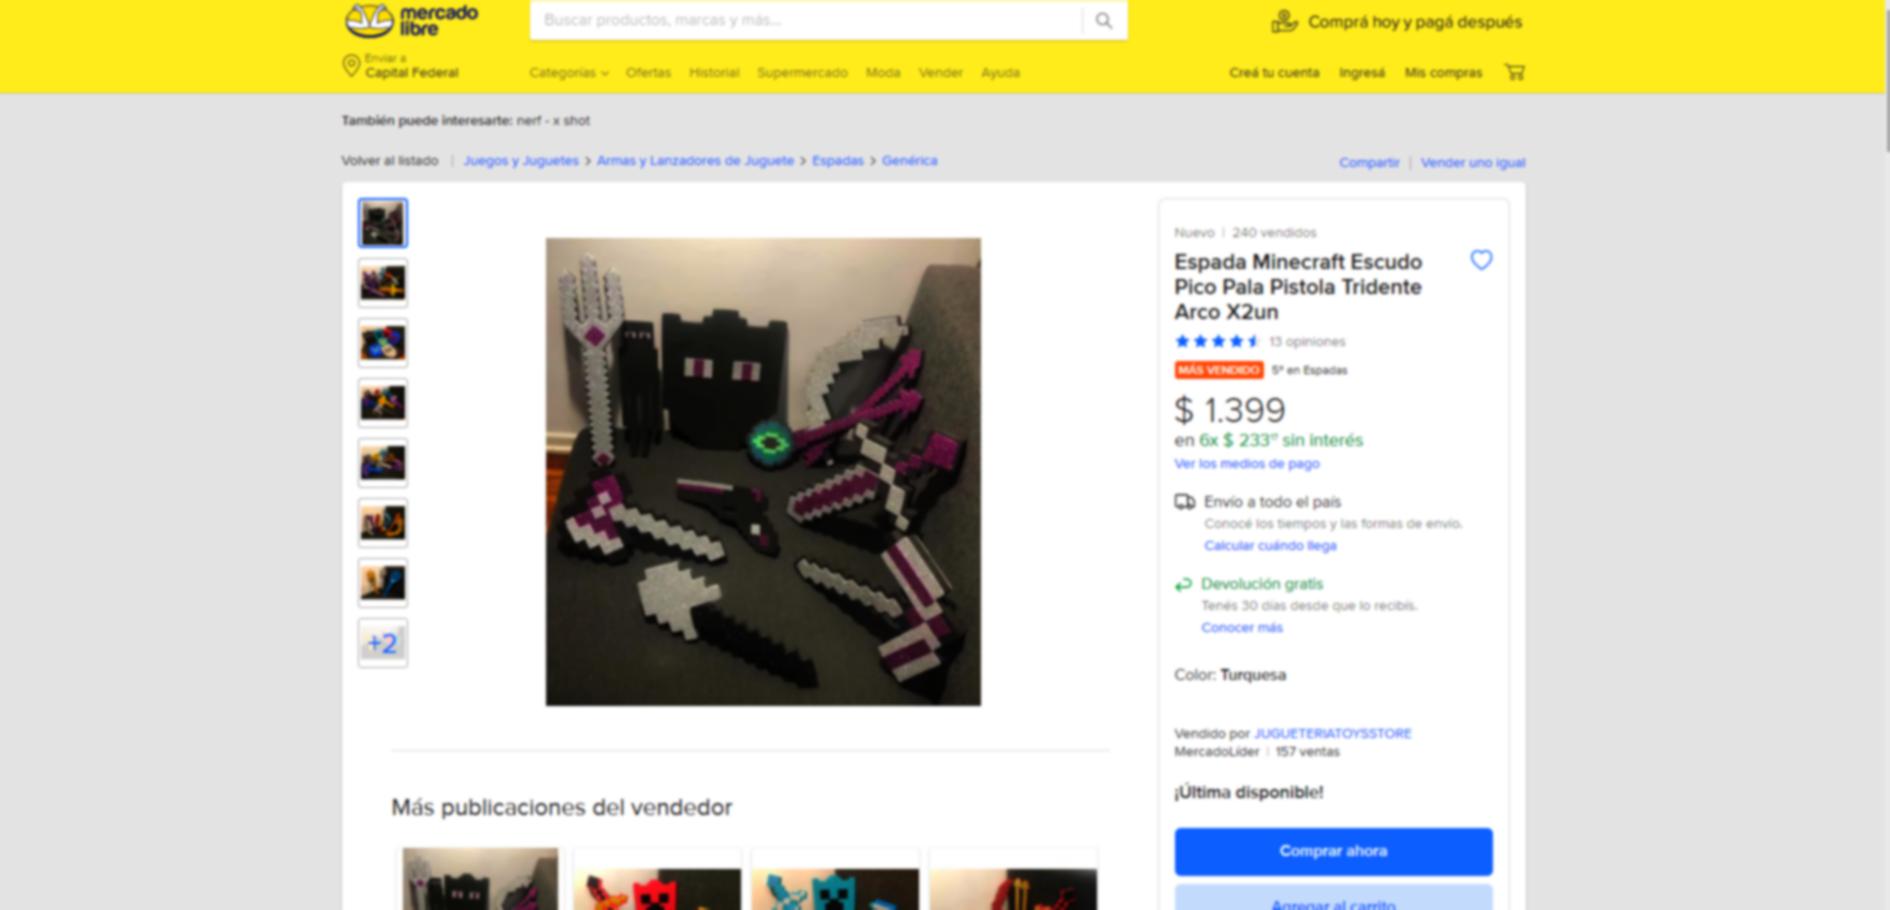 mercado
libre
Buscar productos, marcas y más...
Comprá hoy y pagá después
Enviar a
Capital Federal
Categorías Ofertas Historial Supermercado Moda Vender Ayuda
Creá tu cuenta Ingresá Mis compras
También puede interesarte: nerf - x shot
Volver al listado | Juegos y Juguetes > Armas y Lanzadores de Juguete > Espadas > Genérica
Compartir | Vender uno igual
+2
Nuevo | 240 vendidos
Espada Minecraft Escudo
Pico Pala Pistola Tridente
Arco X2un
13 opiniones
MÁS VENDIDO 5º en Espadas
$ 1.399
en 6x $ 233¹⁷ sin interés
Ver los medios de pago
Envío a todo el país
Conocé los tiempos y las formas de envío.
Calcular cuándo llega
Devolución gratis
Tenés 30 días desde que lo recibís.
Conocer más
Color: Turquesa
Vendido por JUGUETERIATOYSSTORE
MercadoLíder | 157 ventas
¡Última disponible!
Comprar ahora
Agregar al carrito
Más publicaciones del vendedor